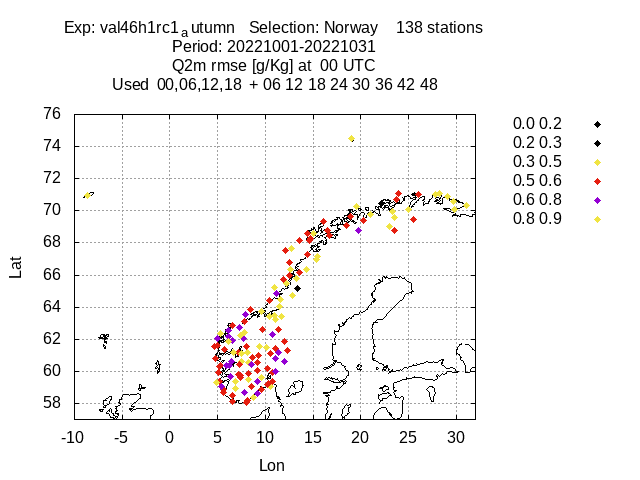 Exp: val46h1rc1autumn Selection: Norway 138 stations
Period: 20221001-20221031
Q2m rmse [g/Kg] at 00 UTC
Used 00,06,12,18 + 06 12 18 24 30 36 42 48
76
74
72
70
68
66
64
62
60
58
-10 -5 0 5 10 15 20 25 30
Lat
Lon
0.0 0.2
0.2 0.3
0.3 0.5
0.5 0.6
0.6 0.8
0.8 0.9